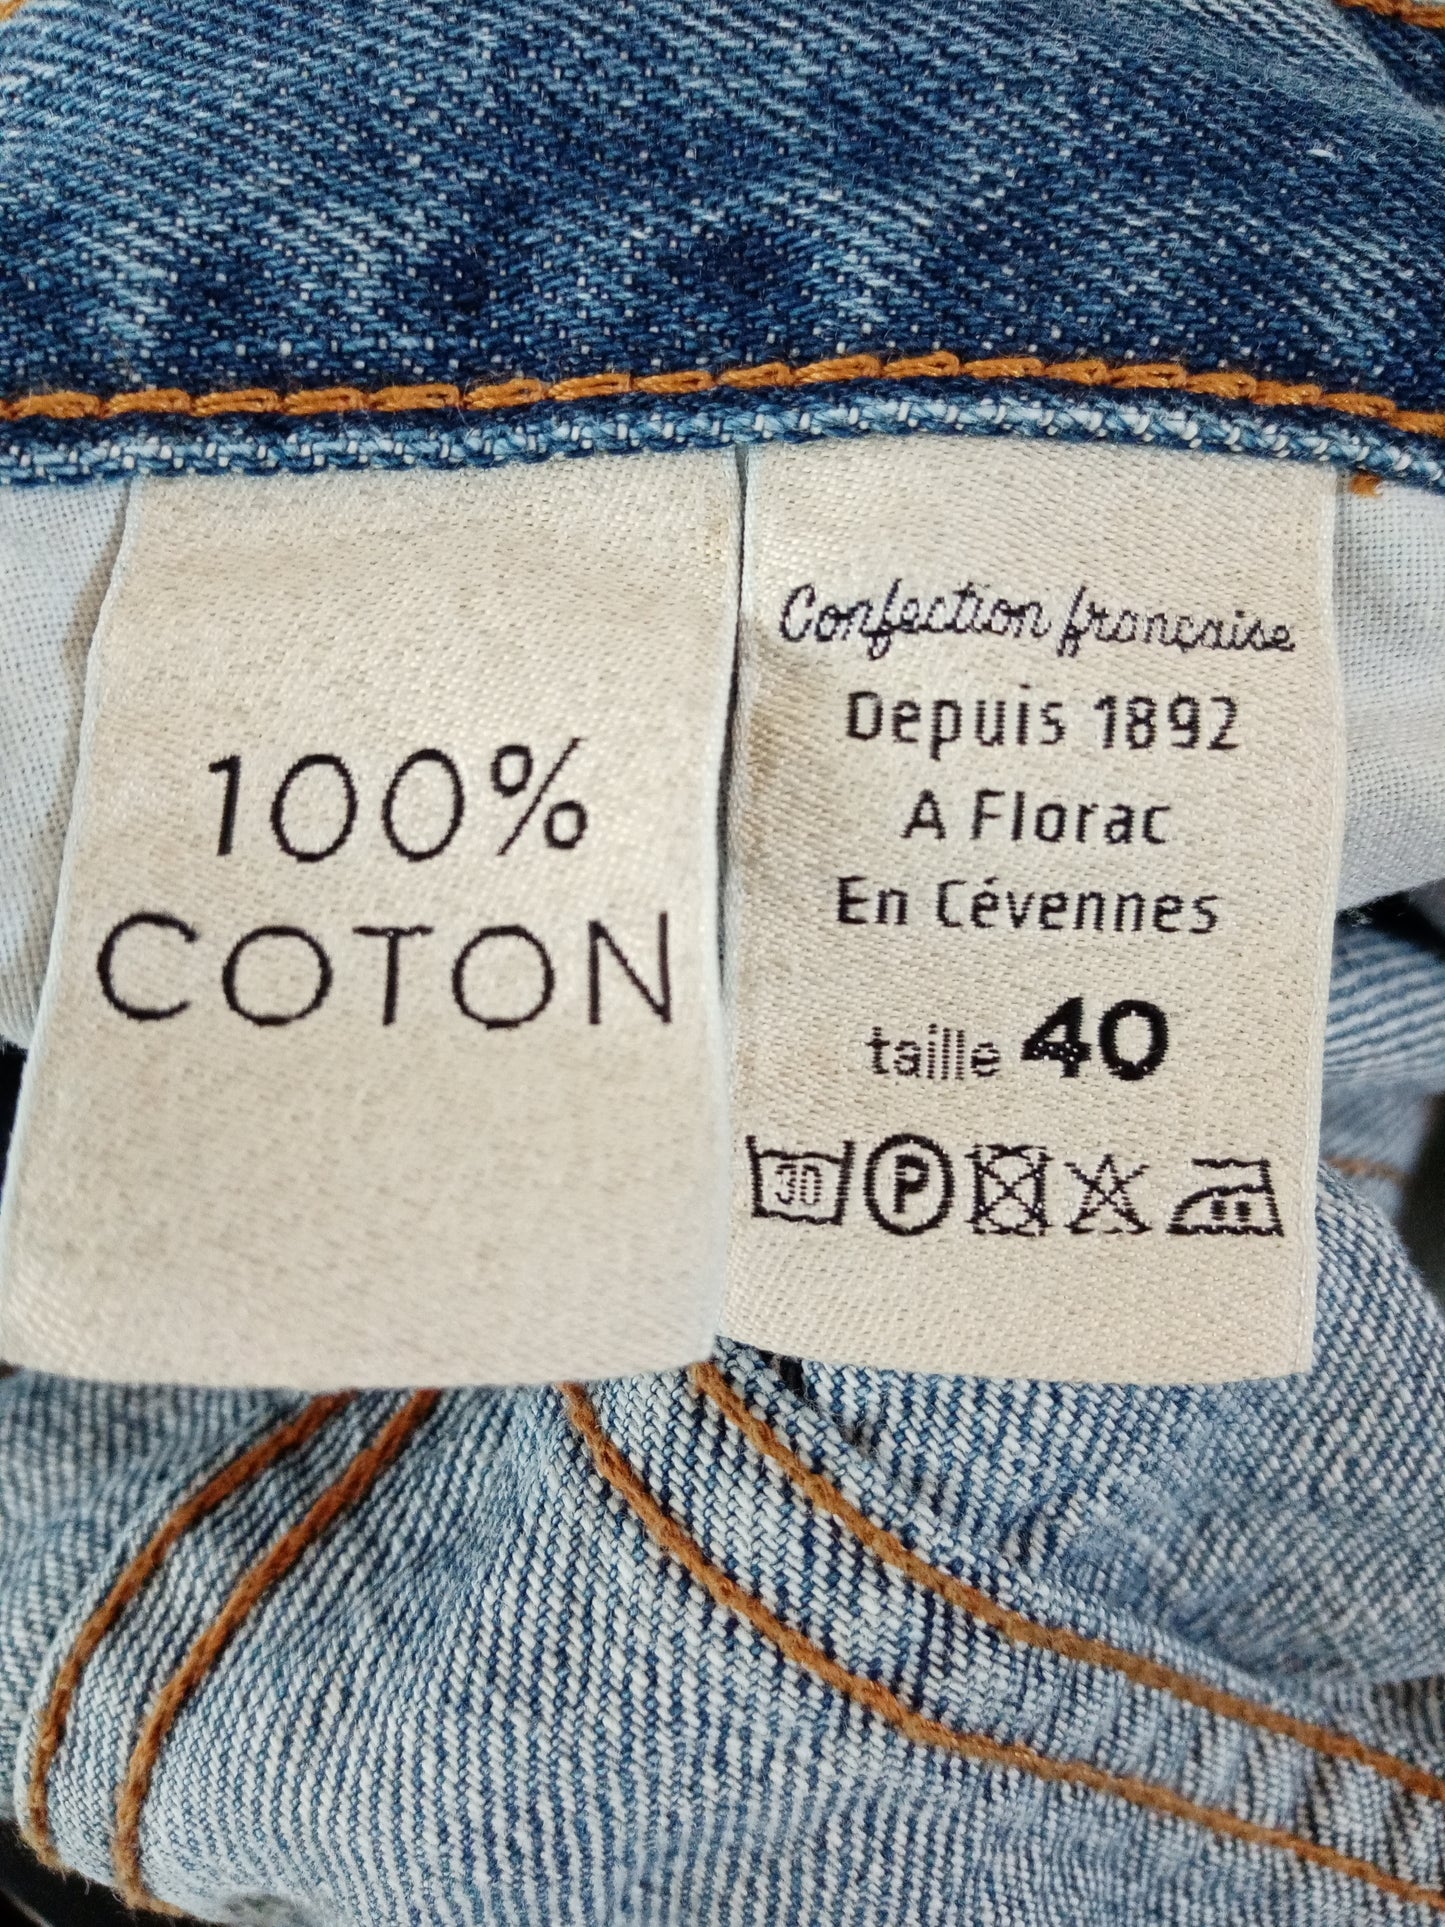 100%
COTON
Confection française
Depuis 1892
A Florac
En Cévennes
taille 40
30 P